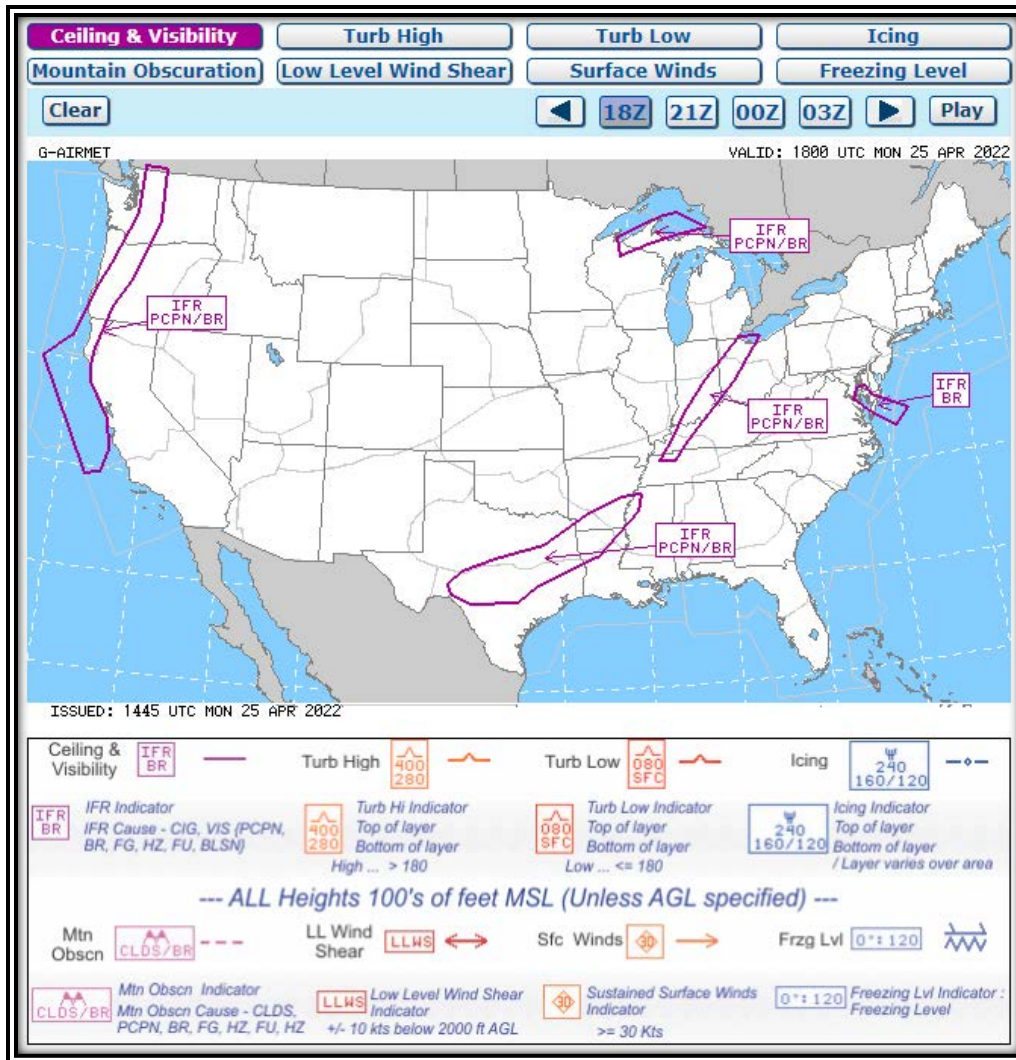 Ceiling & Visibility
Turb High
Turb Low
Icing
Mountain Obscuration
Low Level Wind Shear
Surface Winds
Freezing Level
Clear
18Z
21Z
00Z
03Z
Play
G-AIRMET
VALID: 1800 UTC MON 25 APR 2022
IFR
PCPN/BR
IFR
PCPN/BR
IFR
BR
IFR
PCPN/BR
IFR
PCPN/BR
ISSUED: 1445 UTC MON 25 APR 2022
Ceiling &
Visibility
IFR
BR
Turb High
400
280
Turb Low
080
SFC
Icing
240
160/120
IFR
BR
IFR Indicator
IFR Cause - CIG, VIS (PCPN,
BR, FG, HZ, FU, BLSN)
400
280
Turb Hi Indicator
Top of layer
Bottom of layer
High ... > 180
080
SFC
Turb Low Indicator
Top of layer
Bottom of layer
Low ... <= 180
240
160/120
Icing Indicator
Top of layer
Bottom of layer
/ Layer varies over area
--- ALL Heights 100's of feet MSL (Unless AGL specified) ---
Mtn
Obscn
CLDS/BR
LL Wind
Shear
LLWS
Sfc Winds
30
Frzg Lvl
0°: 120
CLDS/BR
Mtn Obscn Indicator
Mtn Obscn Cause - CLDS,
PCPN, BR, FG, HZ, FU, HZ
LLWS
Low Level Wind Shear
Indicator
+/- 10 kts below 2000 ft AGL
30
Sustained Surface Winds
Indicator
>= 30 Kts
0°: 120
Freezing Lvl Indicator :
Freezing Level